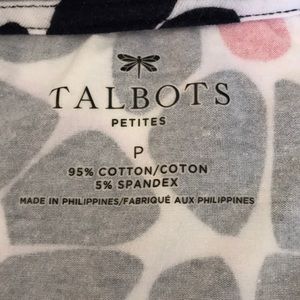 TALBOTS
PETITES
P
95% COTTON/COTON
5% SPANDEX
MADE IN PHILIPPINES/FABRIQUÉ AUX PHILIPPINES